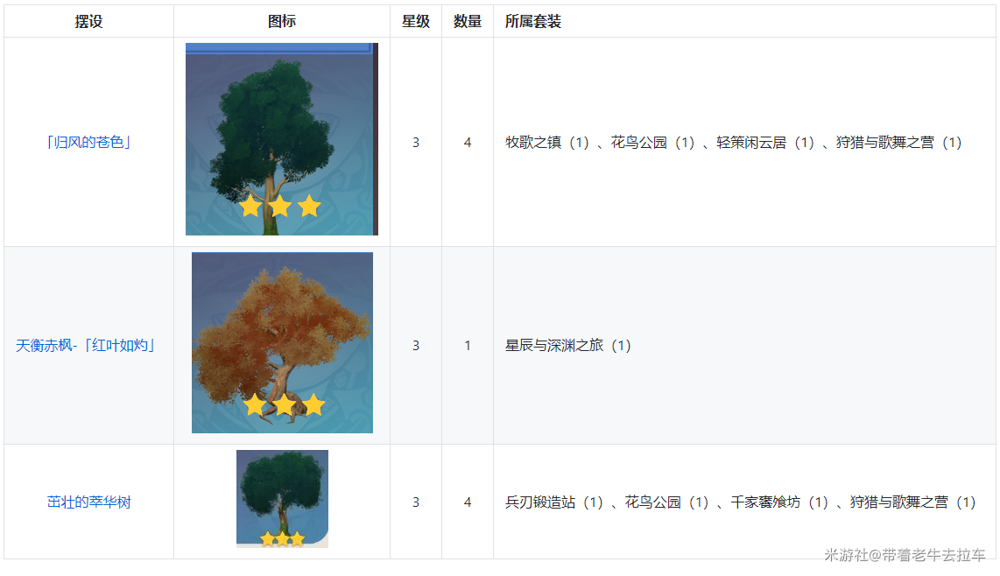 摆设 图标 星级 数量 所属套装
「归风的苍色」 3 4 牧歌之镇（1）、花鸟公园（1）、轻策闲云居（1）、狩猎与歌舞之营（1）
天衡赤枫-「红叶如灼」 3 1 星辰与深渊之旅（1）
茁壮的萃华树 3 4 兵刃锻造站（1）、花鸟公园（1）、千家饔飧坊（1）、狩猎与歌舞之营（1）
米游社@带着老牛去拉车